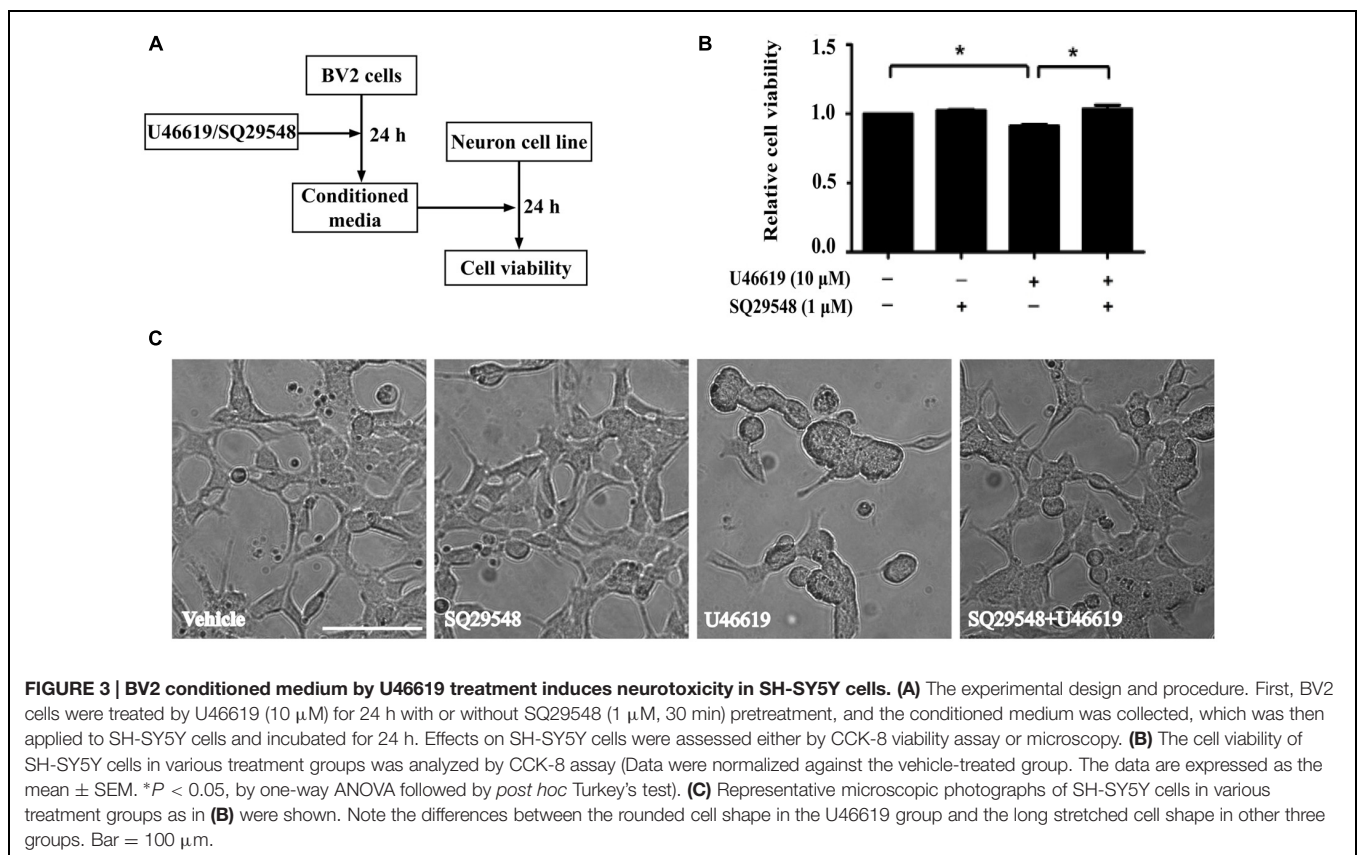 A
BV2 cells
U46619/SQ29548
24 h
Neuron cell line
Conditioned
media
24 h
Cell viability
B
Relative cell viability
1.5
1.0
0.5
0.0
*
*
U46619 (10 µM) − − + +
SQ29548 (1 µM) − + − +
C
Vehicle
SQ29548
U46619
SQ29548+U46619
FIGURE 3 | BV2 conditioned medium by U46619 treatment induces neurotoxicity in SH-SY5Y cells. (A) The experimental design and procedure. First, BV2
cells were treated by U46619 (10 µM) for 24 h with or without SQ29548 (1 µM, 30 min) pretreatment, and the conditioned medium was collected, which was then
applied to SH-SY5Y cells and incubated for 24 h. Effects on SH-SY5Y cells were assessed either by CCK-8 viability assay or microscopy. (B) The cell viability of
SH-SY5Y cells in various treatment groups was analyzed by CCK-8 assay (Data were normalized against the vehicle-treated group. The data are expressed as the
mean ± SEM. *P < 0.05, by one-way ANOVA followed by post hoc Turkey's test). (C) Representative microscopic photographs of SH-SY5Y cells in various
treatment groups as in (B) were shown. Note the differences between the rounded cell shape in the U46619 group and the long stretched cell shape in other three
groups. Bar = 100 µm.